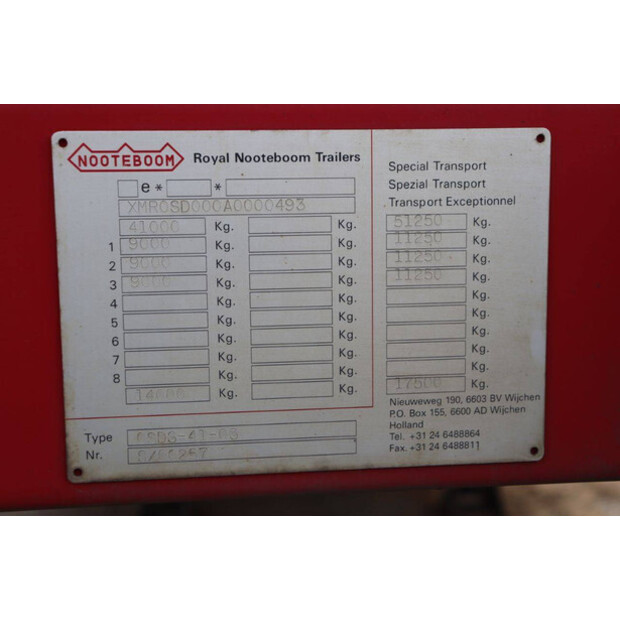 NOOTEBOOM Royal Nooteboom Trailers
e* *
XMR0SD000A0000493
41000 Kg. Kg.
1 9000 Kg. Kg.
2 9000 Kg. Kg.
3 9000 Kg. Kg.
4 Kg. Kg.
5 Kg. Kg.
6 Kg. Kg.
7 Kg. Kg.
8 Kg. Kg.
Kg. Kg.
Type
Nr.
Special Transport
Spezial Transport
Transport Exceptionnel
51250 Kg.
11250 Kg.
11250 Kg.
11250 Kg.
Kg.
Kg.
Kg.
Kg.
Kg.
17500 Kg.
Nieuweweg 190, 6603 BV Wijchen
P.O. Box 155, 6600 AD Wijchen
Holland
Tel. +31 24 6488864
Fax. +31 24 6488811